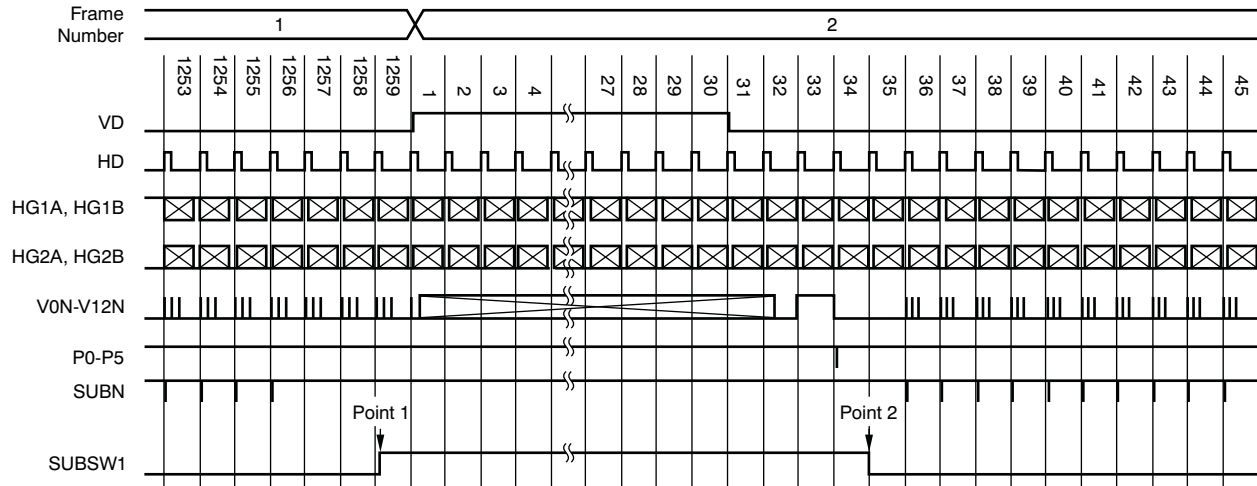 Frame
Number
1
2
1253
1254
1255
1256
1257
1258
1259
1
2
3
4
27
28
29
30
31
32
33
34
35
36
37
38
39
40
41
42
43
44
45
VD
HD
HG1A, HG1B
HG2A, HG2B
V0N-V12N
P0-P5
SUBN
Point 1
Point 2
SUBSW1